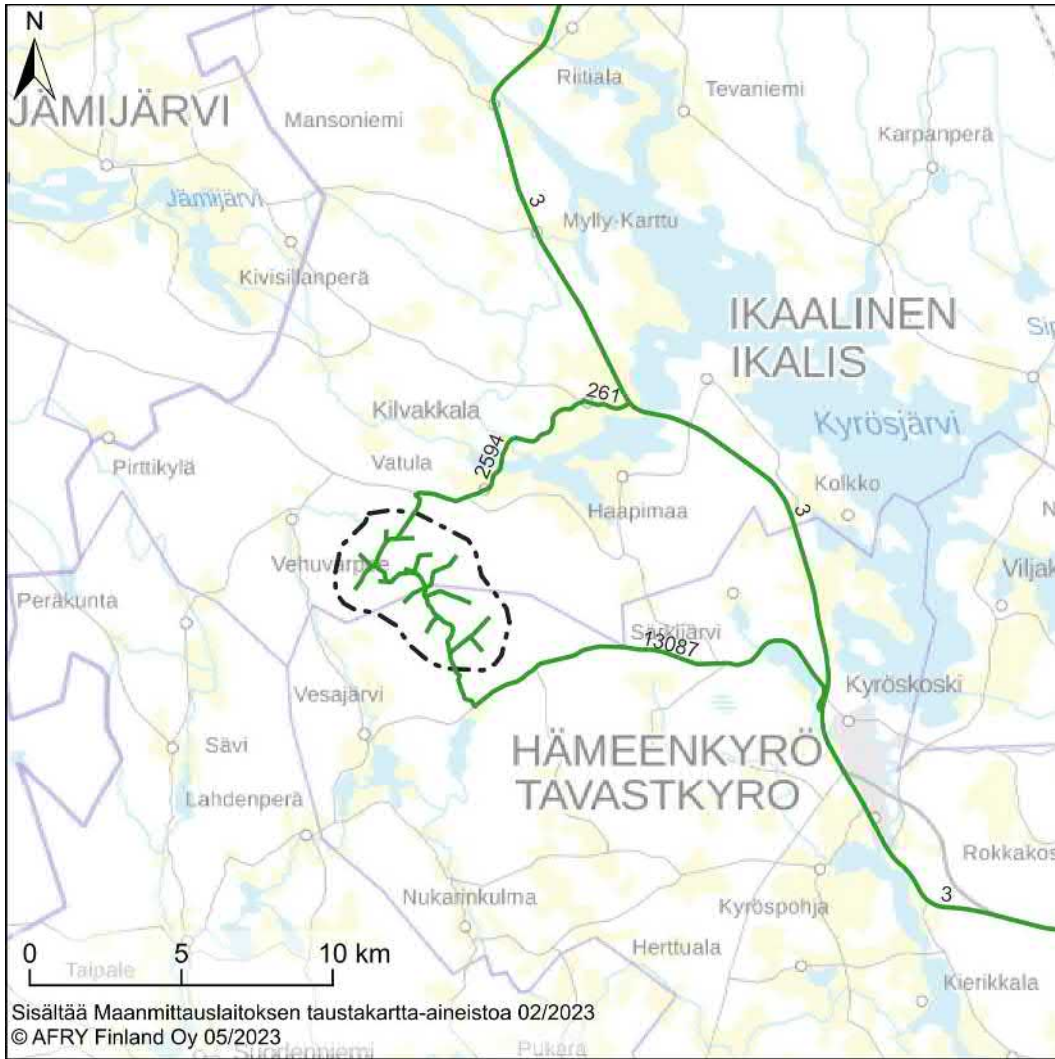 N
Riitiala
Tevaniemi
JÄMIJÄRVI
Mansoniemi
Karpanperä
Jämijärvi
3
Mylly-Karttu
Kivisillanperä
IKAALINEN
IKALIS
261
Kilvakkala
Kyrösjärvi
2594
Vatula
Pirttikylä
Kolkko
3
Haapimaa
Vehuvarpee
Viljak
Peräkunta
Särkijärvi
13087
Kyröskoski
Vesajärvi
Sävi
HÄMEENKYRÖ
TAVASTKYRO
Lahdenperä
Rokkakos
Nukarinkulma
Kyröspohja
3
0 5 10 km
Herttuala
Taipale
Kierikkala
Sisältää Maanmittauslaitoksen taustakartta-aineistoa 02/2023
© AFRY Finland Oy 05/2023
Suodenniemi
Pukara